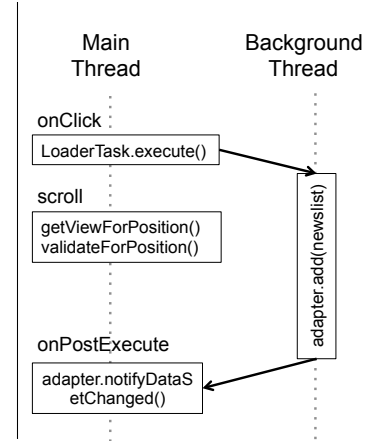 Main
Thread
Background
Thread
onClick
LoaderTask.execute()
scroll
getViewForPosition()
validateForPosition()
adapter.add(newslist)
onPostExecute
adapter.notifyDataS
etChanged()